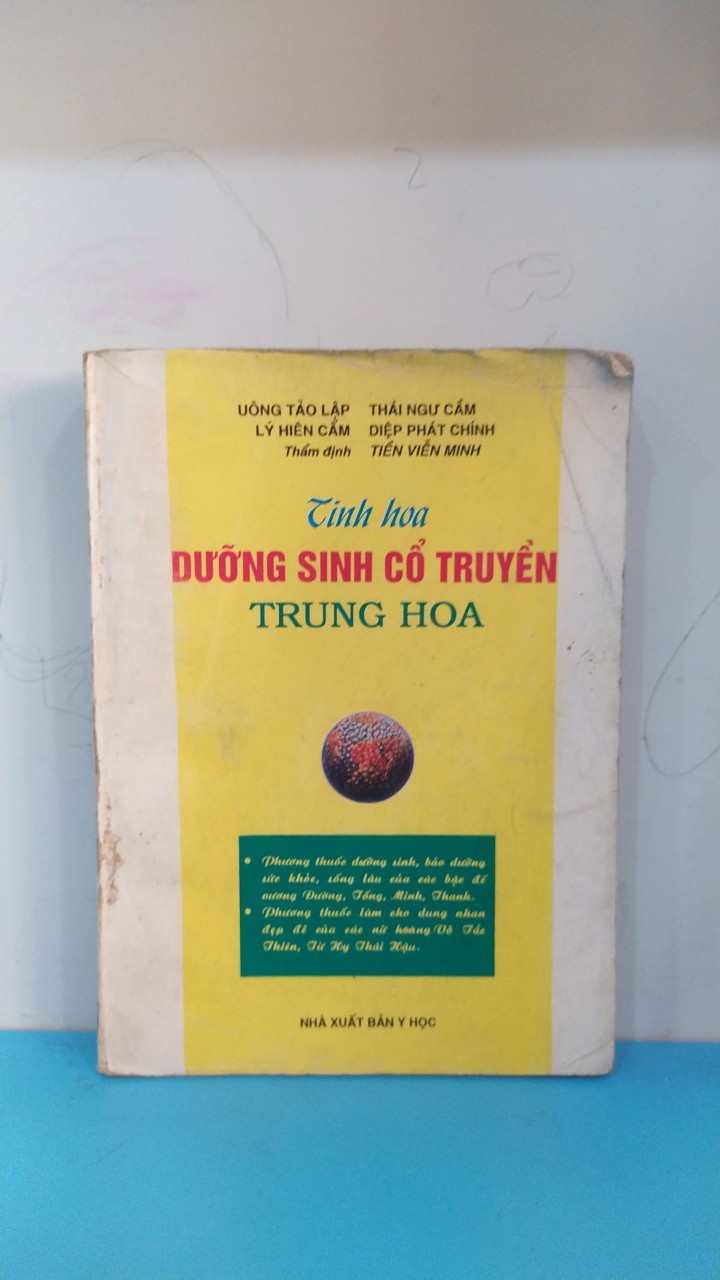 UÔNG TẢO LẬP THÁI NGƯ CẦM
LÝ HIÊN CẨM DIỆP PHÁT CHÍNH
Thẩm định TIỀN VIỄN MINH
Tinh hoa
DƯỠNG SINH CỔ TRUYỀN
TRUNG HOA
• Phương thuốc dưỡng sinh, bảo dưỡng
sức khỏe, sống lâu của các bậc đế
vương Đường, Tống, Minh, Thanh.
• Phương thuốc làm cho dung nhan
đẹp đẽ của các nữ hoàng Võ Tắc
Thiên, Từ Hy Thái Hậu.
NHÀ XUẤT BẢN Y HỌC